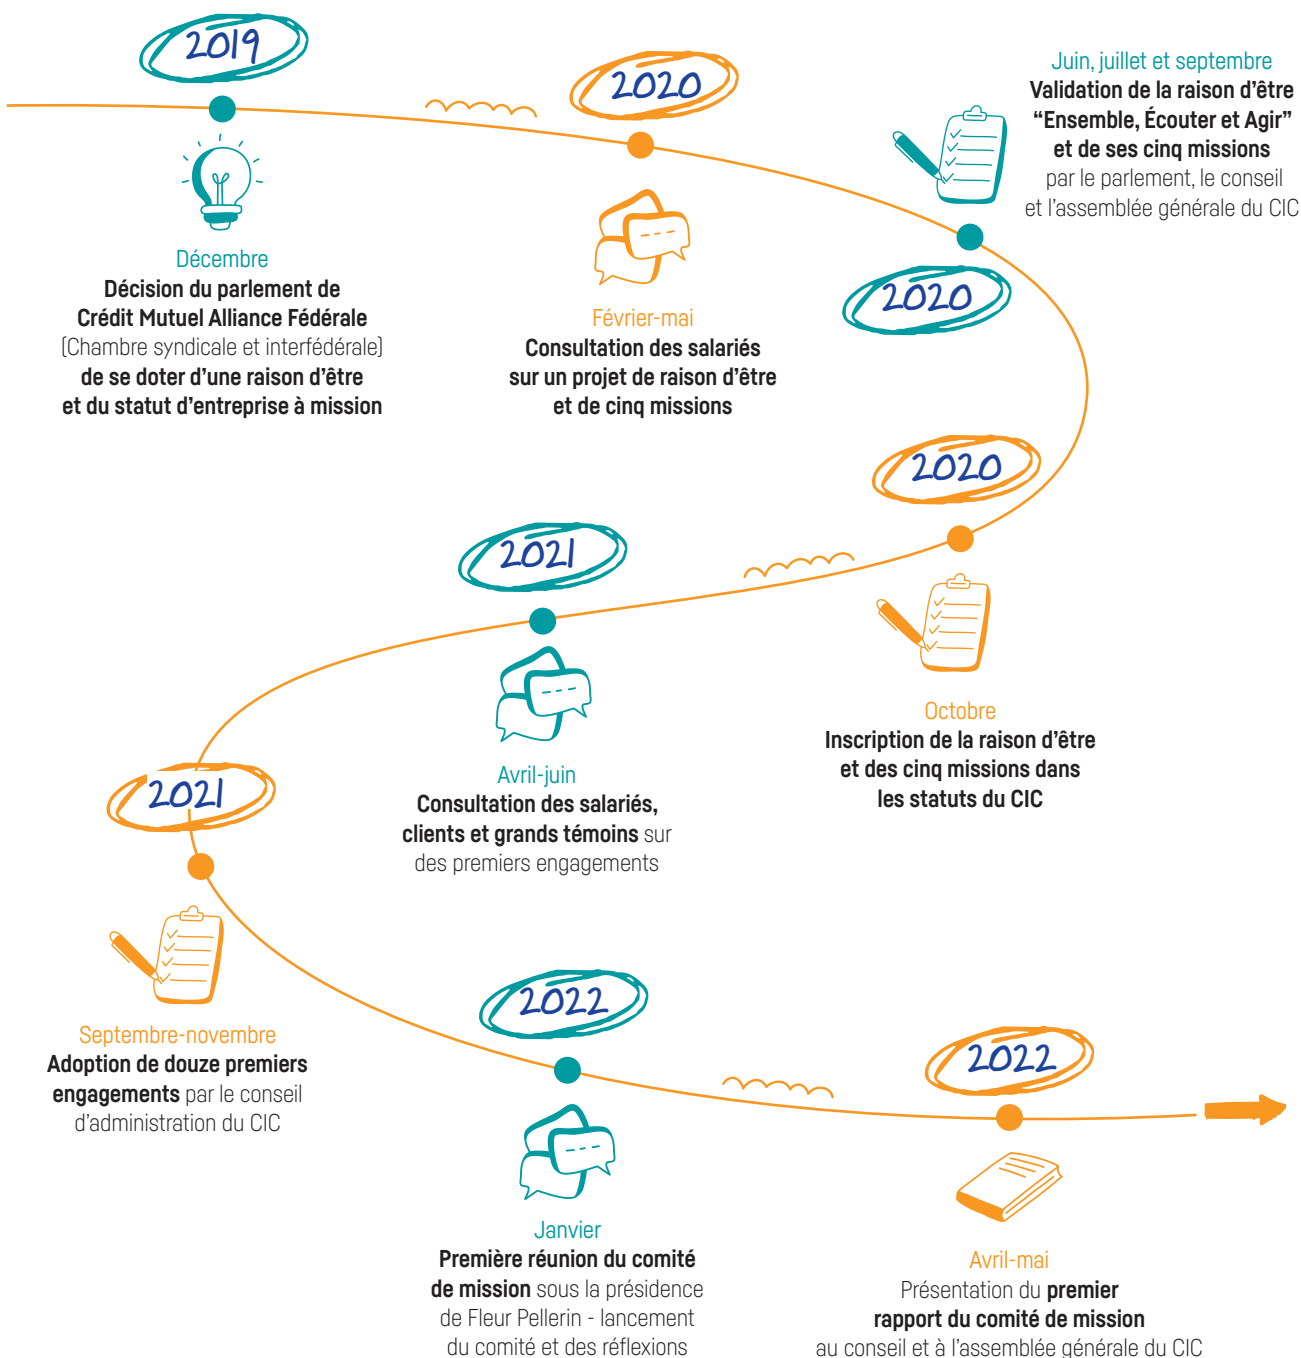 2019
Décembre
Décision du parlement de
Crédit Mutuel Alliance Fédérale
(Chambre syndicale et interfédérale)
de se doter d'une raison d'être
et du statut d'entreprise à mission
2020
Février-mai
Consultation des salariés
sur un projet de raison d'être
et de cinq missions
Juin, juillet et septembre
Validation de la raison d'être
“Ensemble, Écouter et Agir”
et de ses cinq missions
par le parlement, le conseil
et l'assemblée générale du CIC
2020
2020
Octobre
Inscription de la raison d'être
et des cinq missions dans
les statuts du CIC
2021
Avril-juin
Consultation des salariés,
clients et grands témoins sur
des premiers engagements
2021
Septembre-novembre
Adoption de douze premiers
engagements par le conseil
d'administration du CIC
2022
Janvier
Première réunion du comité
de mission sous la présidence
de Fleur Pellerin - lancement
du comité et des réflexions
2022
Avril-mai
Présentation du premier
rapport du comité de mission
au conseil et à l'assemblée générale du CIC